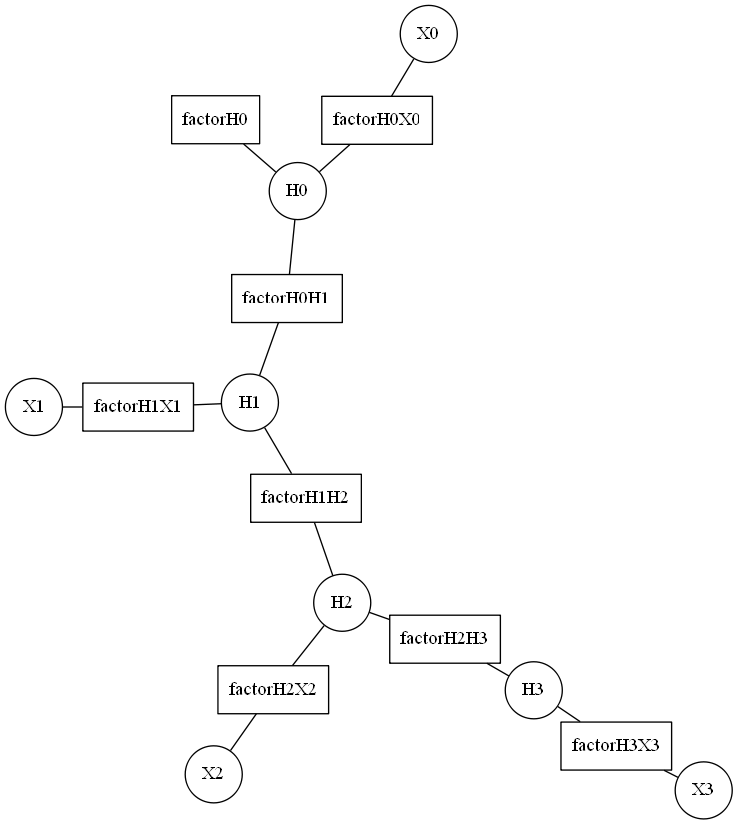 X0
factorH0
factorH0X0
H0
factorH0H1
X1
factorH1X1
H1
factorH1H2
H2
factorH2H3
factorH2X2
H3
factorH3X3
X2
X3